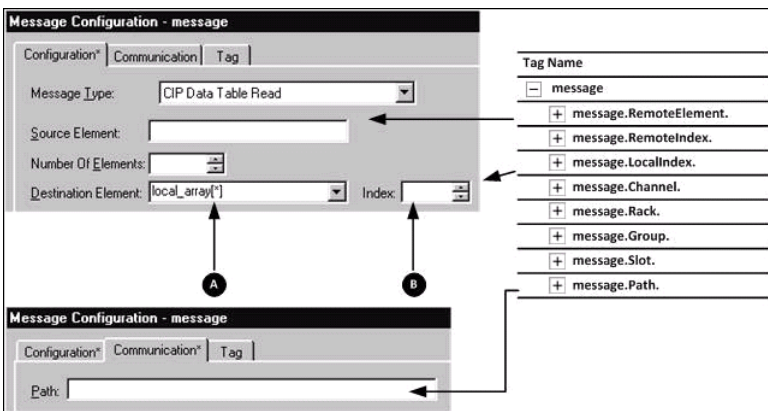 Message Configuration - message
Configuration* Communication Tag
Message Type: CIP Data Table Read
Source Element:
Number Of Elements:
Destination Element: local_array[*] Index:
A B
Tag Name
message
message.RemoteElement.
message.RemoteIndex.
message.LocalIndex.
message.Channel.
message.Rack.
message.Group.
message.Slot.
message.Path.
Message Configuration - message
Configuration* Communication* Tag
Path: